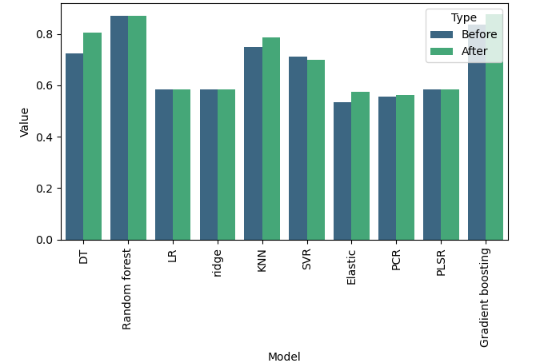 Type
Before
After
Value
0.8
0.6
0.4
0.2
0.0
DT
Random forest
LR
ridge
KNN
SVR
Elastic
PCR
PLSR
Gradient boosting
Model